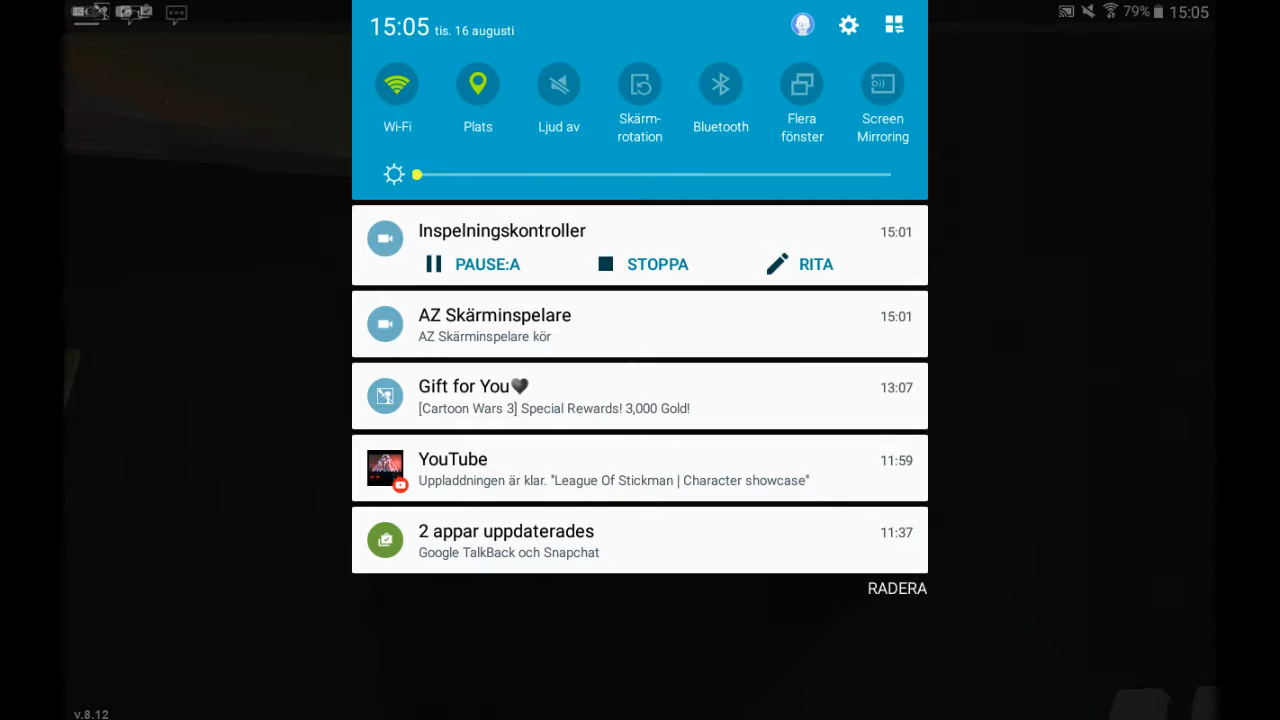 79% 15:05
15:05 tis. 16 augusti
Wi-Fi
Plats
Ljud av
Skärm-
rotation
Bluetooth
Flera
fönster
Screen
Mirroring
Inspelningskontroller 15:01
PAUSE:A STOPPA RITA
AZ Skärminspelare 15:01
AZ Skärminspelare kör
Gift for You🖤 13:07
[Cartoon Wars 3] Special Rewards! 3,000 Gold!
YouTube 11:59
Uppladdningen är klar. "League Of Stickman | Character showcase"
2 appar uppdaterades 11:37
Google TalkBack och Snapchat
RADERA
v.8.12